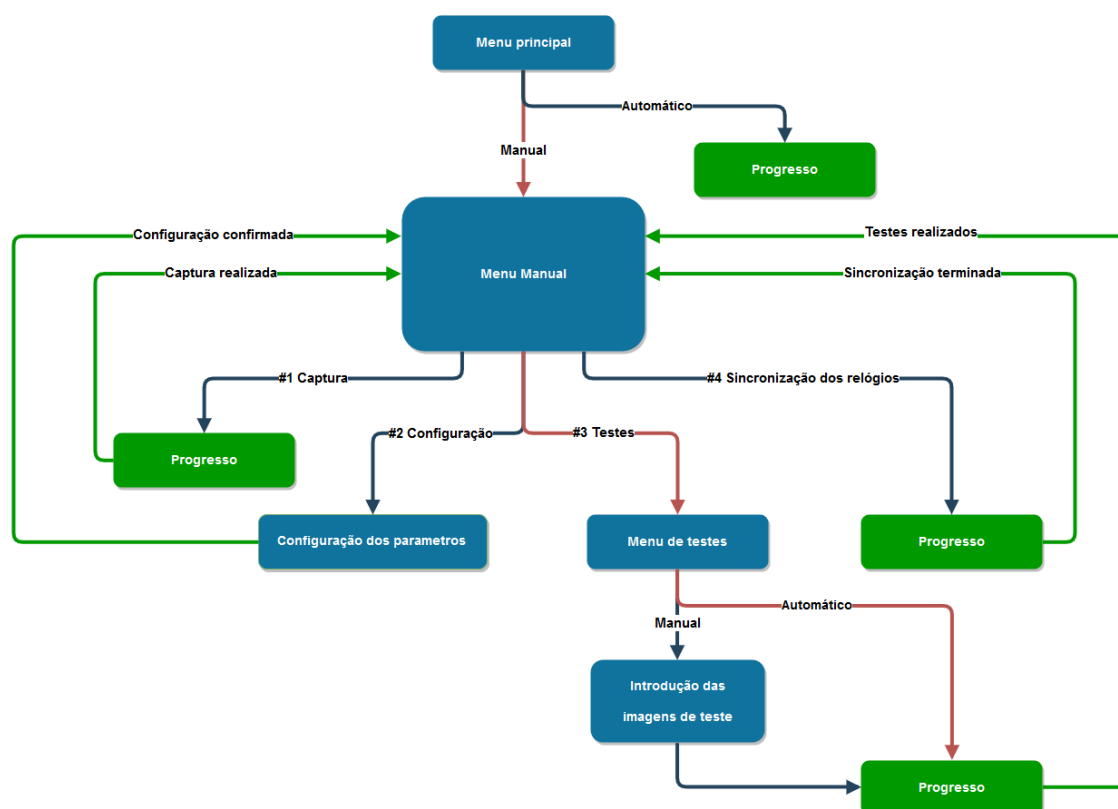 Menu principal
Automático
Manual
Progresso
Configuração confirmada
Testes realizados
Captura realizada
Menu Manual
Sincronização terminada
#1 Captura
#4 Sincronização dos relógios
#2 Configuração
#3 Testes
Progresso
Configuração dos parametros
Menu de testes
Progresso
Automático
Manual
Introdução das
imagens de teste
Progresso